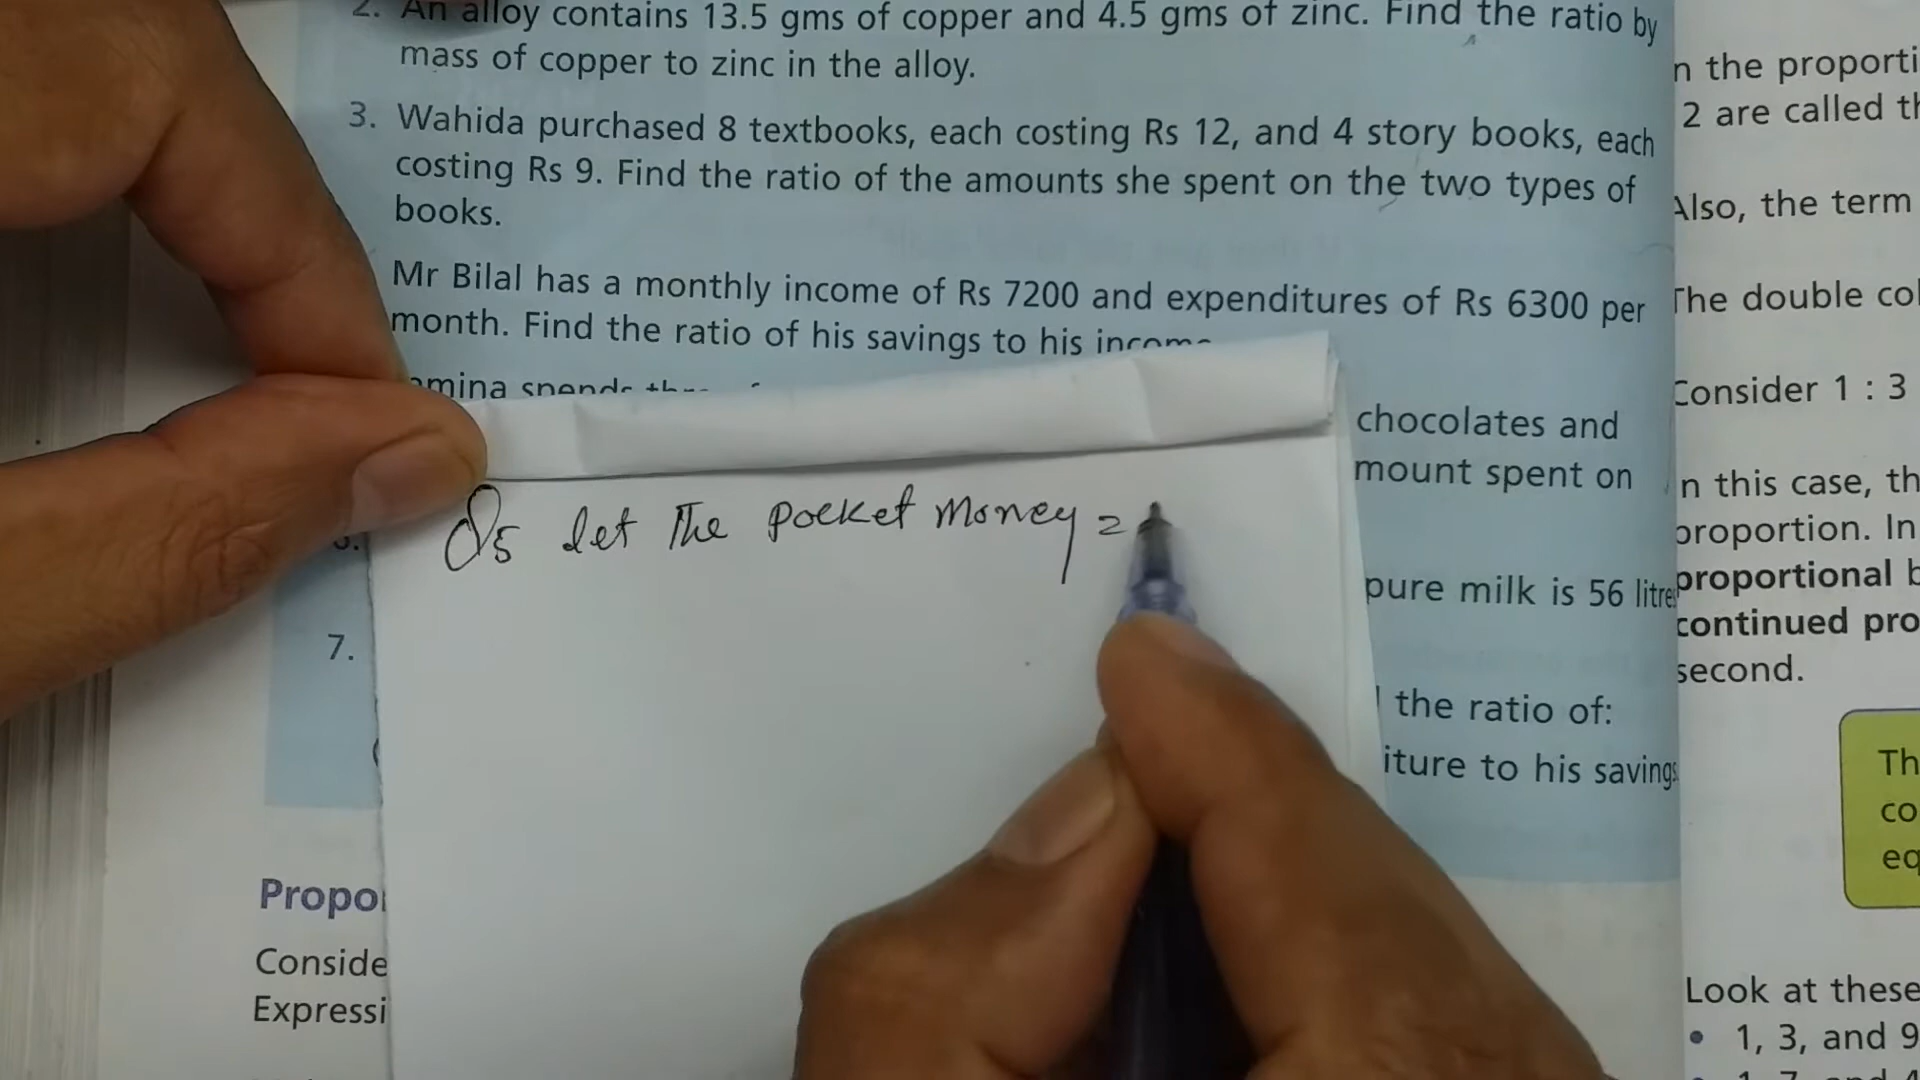 2. An alloy contains 13.5 gms of copper and 4.5 gms of zinc. Find the ratio by
mass of copper to zinc in the alloy.
3. Wahida purchased 8 textbooks, each costing Rs 12, and 4 story books, each
costing Rs 9. Find the ratio of the amounts she spent on the two types of
books.
Mr Bilal has a monthly income of Rs 7200 and expenditures of Rs 6300 per
month. Find the ratio of his savings to his income
mina spends
chocolates and
mount spent on
Q5 let The pocket money =
pure milk is 56 litre
7.
the ratio of:
iture to his savings
Propo
Conside
Expressi
n the proporti
2 are called th
Also, the term
The double col
Consider 1 : 3
n this case, th
proportion. In
proportional b
continued pro
second.
Th
co
eq
Look at these
• 1, 3, and 9